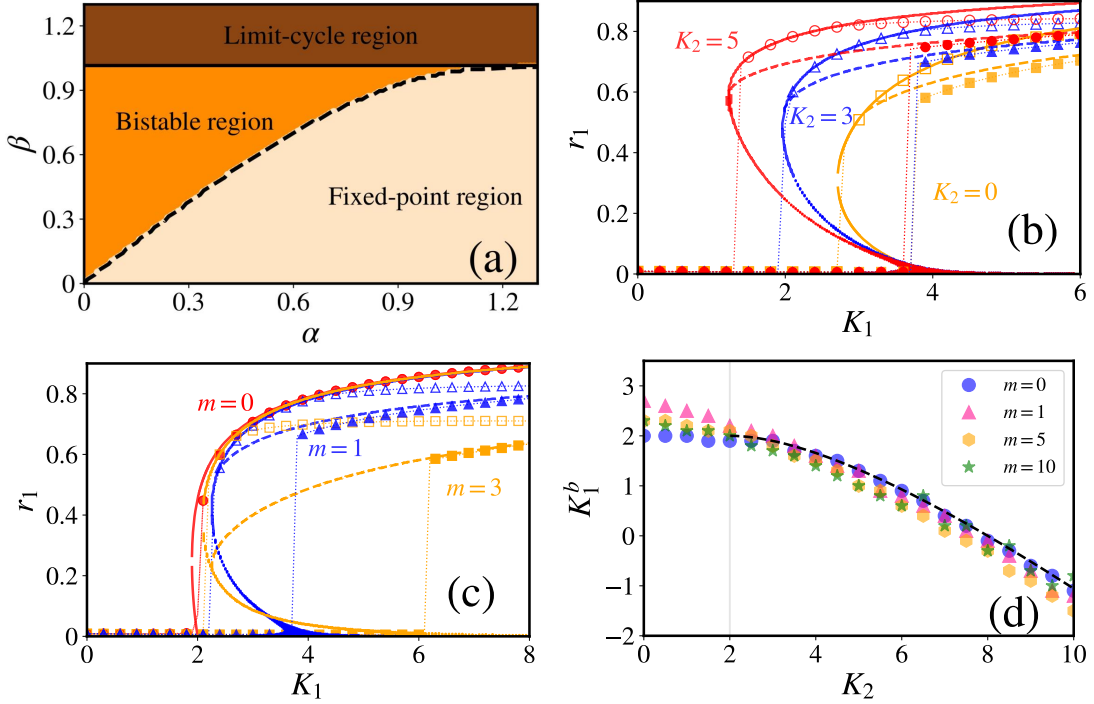 1.2
0.9
0.6
0.3
0
β
Limit-cycle region
Bistable region
Fixed-point region
(a)
0 0.3 0.6 0.9 1.2
α
0.8
0.6
0.4
0.2
0
r₁
K₂ = 5
K₂ = 3
K₂ = 0
(b)
0 2 4 6
K₁
0.8
0.6
0.4
0.2
0
r₁
m = 0
m = 1
m = 3
(c)
0 2 4 6 8
K₁
3
2
1
0
−1
−2
K₁ᵇ
m = 0
m = 1
m = 5
m = 10
(d)
0 2 4 6 8 10
K₂